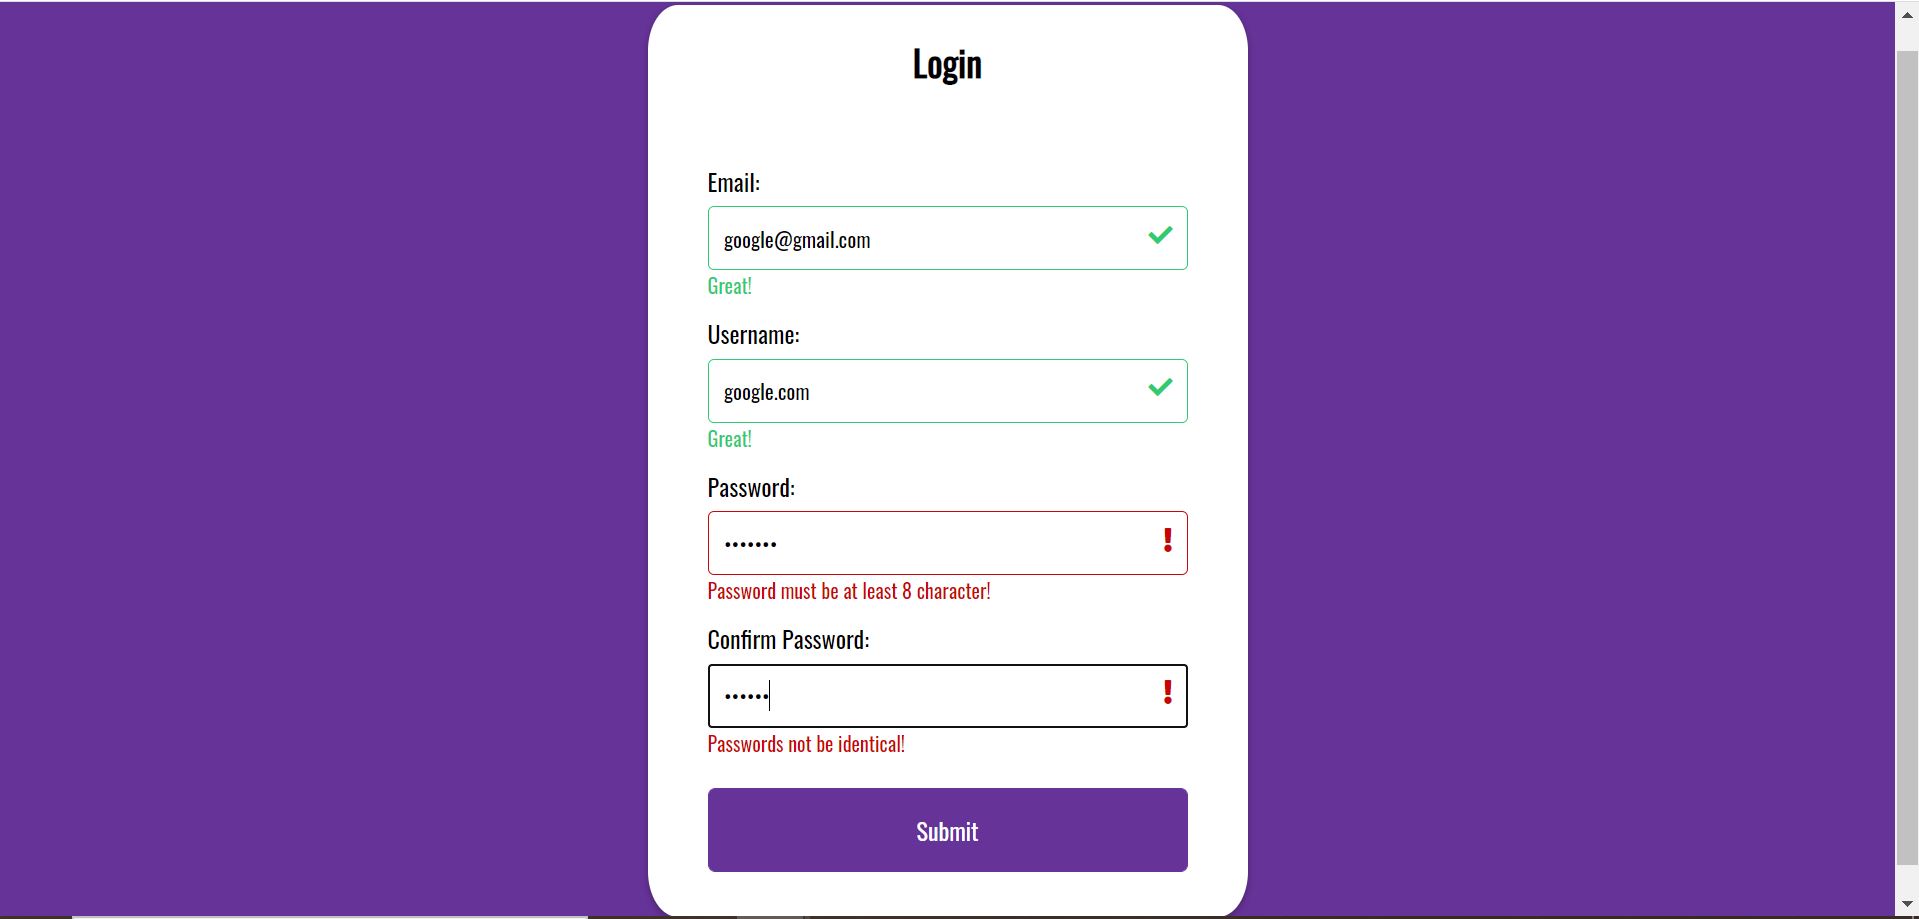 Login
Email:
google@gmail.com
Great!
Username:
google.com
Great!
Password:
•••••••
Password must be at least 8 character!
Confirm Password:
••••••
Passwords not be identical!
Submit